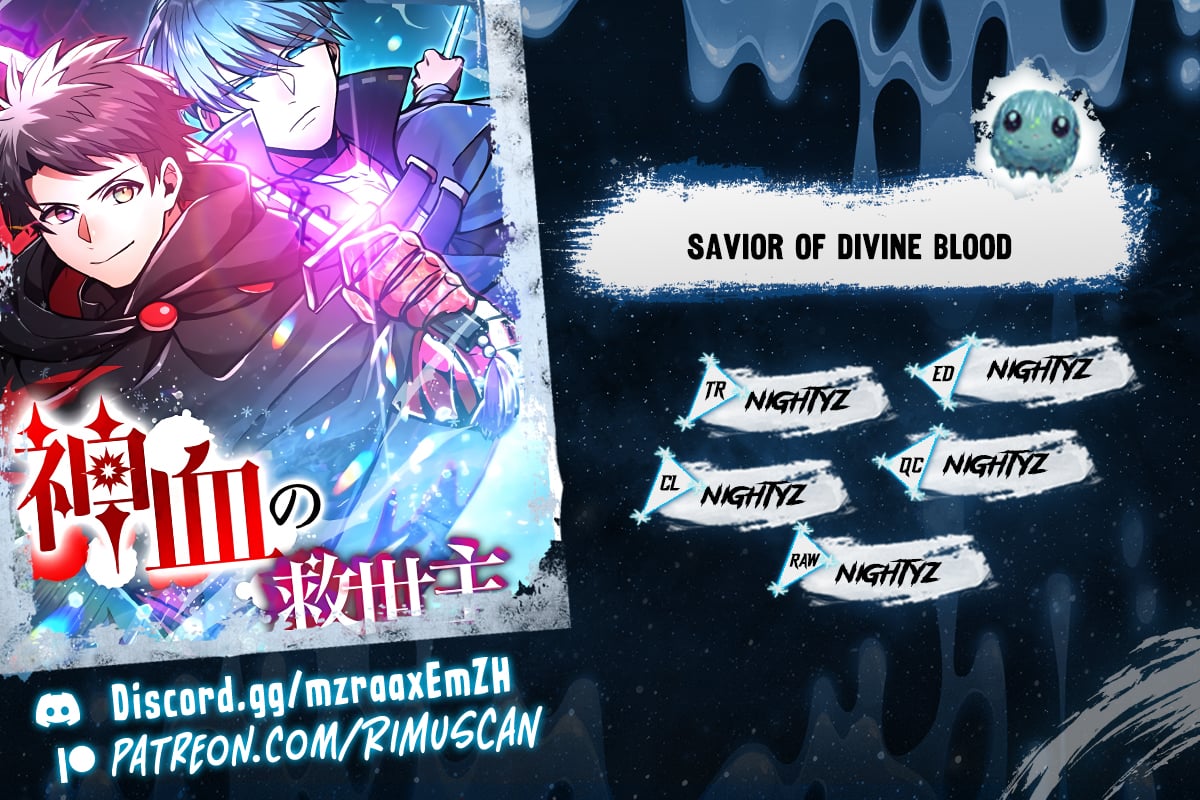 神血の
救世主
Discord.gg/mzraaxEmZH
PATREON.COM/RIMUSCAN
SAVIOR OF DIVINE BLOOD
TR NIGHTYZ
ED NIGHTYZ
CL NIGHTYZ
QC NIGHTYZ
RAW NIGHTYZ